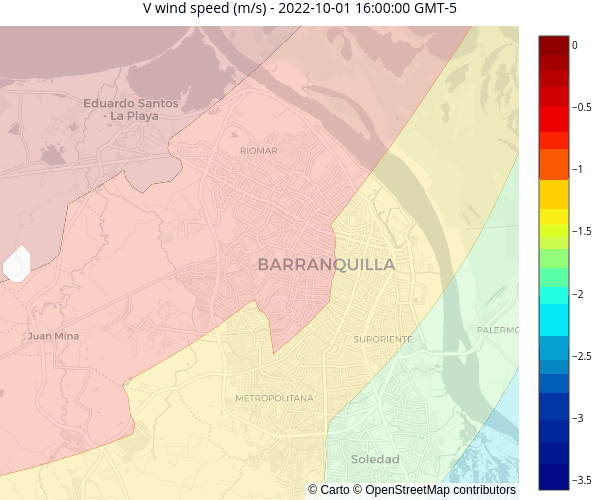 V wind speed (m/s) - 2022-10-01 16:00:00 GMT-5
0
Eduardo Santos
- La Playa
−0.5
RIOMAR
−1
−1.5
BARRANQUILLA
−2
Juan Mina
SURORIENTE
PALERMO
−2.5
METROPOLITANA
−3
Soledad
−3.5
© Carto © OpenStreetMap contributors